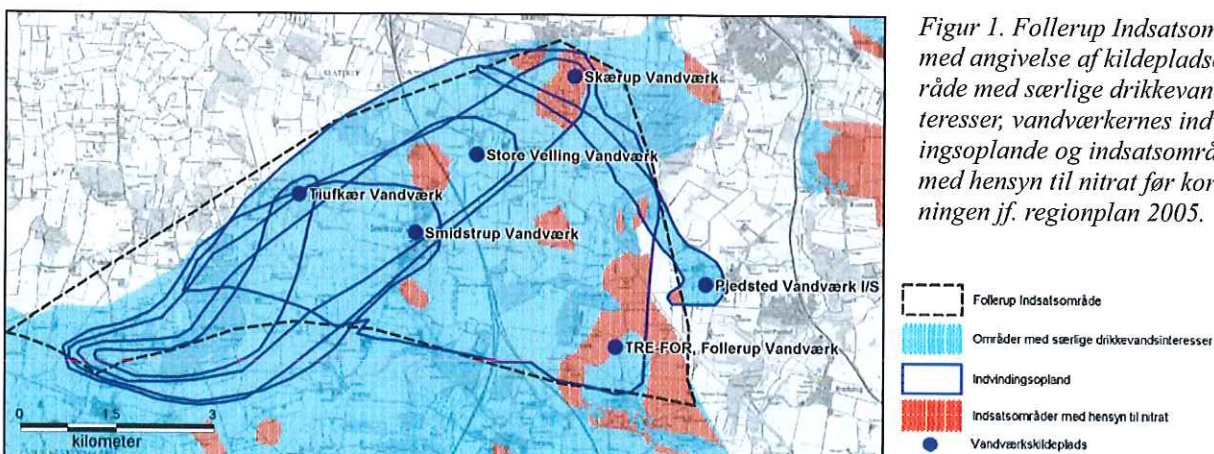 Skærup Vandværk
Store Velling Vandværk
Tiufkær Vandværk
Smidstrup Vandværk
Pjedsted Vandværk I/S
TRE-FOR, Follerup Vandværk
0 1,5 3
kilometer
Figur 1. Follerup Indsatsom
med angivelse af kildepladse
råde med særlige drikkevan
teresser, vandværkernes ind
ingsoplande og indsatsområ
med hensyn til nitrat før kor
ningen jf. regionplan 2005.
Follerup Indsatsområde
Områder med særlige drikkevandsinteresser
Indvindingsopland
Indsatsområder med hensyn til nitrat
Vandværkskildeplads